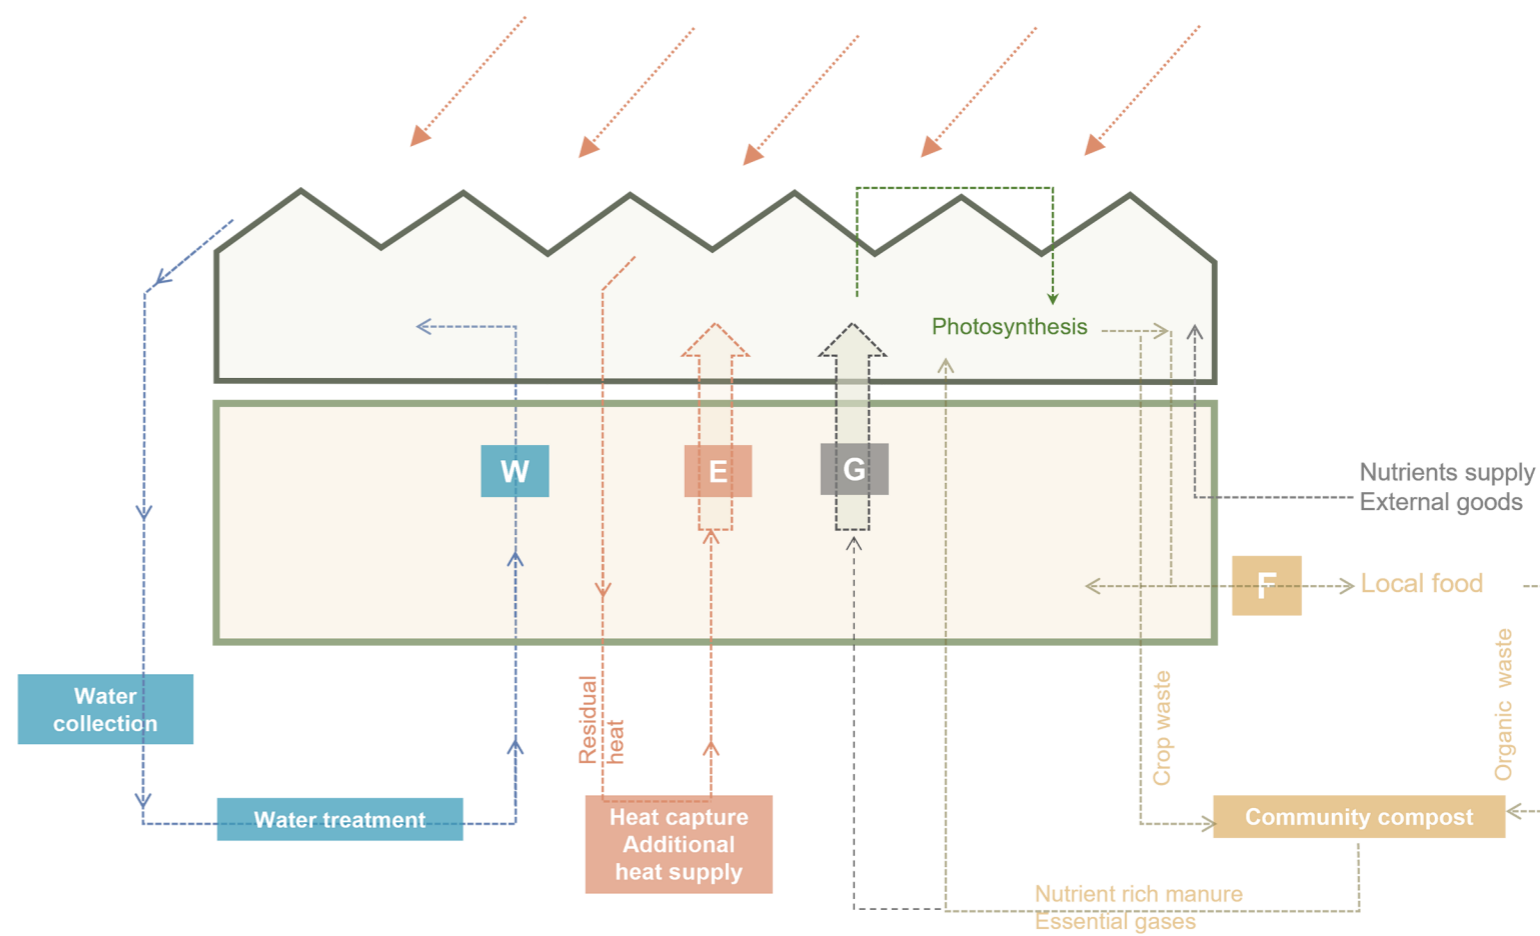 Photosynthesis
W
E
G
Nutrients supply
External goods
F
Local food
Water
collection
Residual
heat
Crop waste
Organic waste
Water treatment
Heat capture
Additional
heat supply
Community compost
Nutrient rich manure
Essential gases